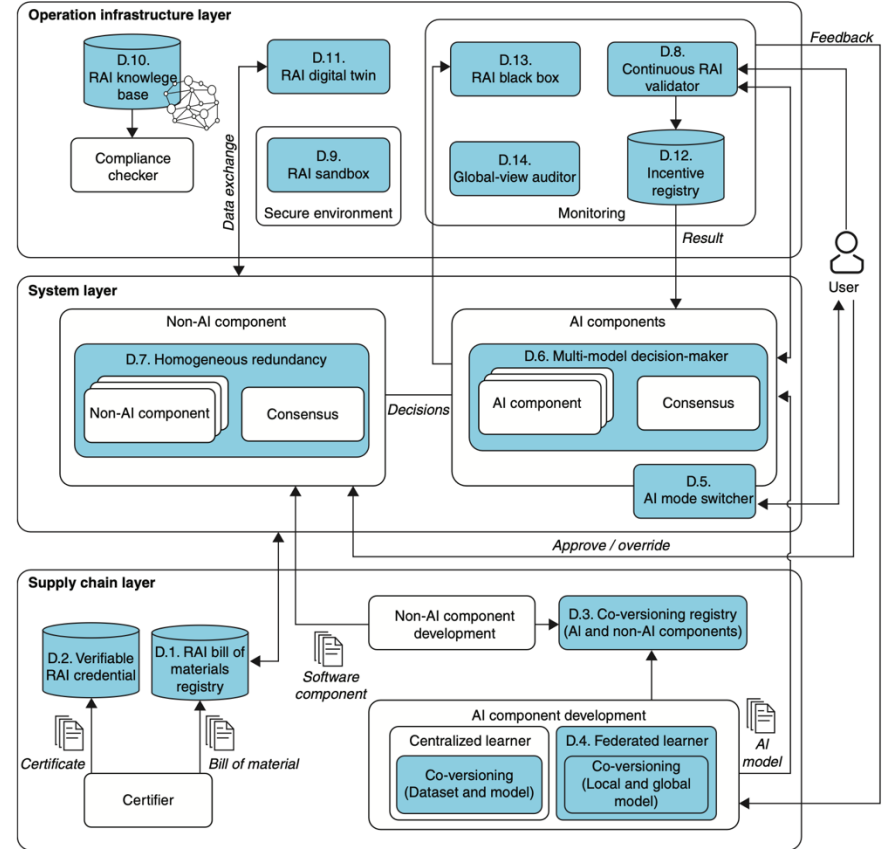 Operation infrastructure layer
Feedback
D.10.
RAI knowlege
base
Compliance
checker
D.11.
RAI digital twin
Data exchange
D.9.
RAI sandbox
Secure environment
D.13.
RAI black box
D.8.
Continuous RAI
validator
D.14.
Global-view auditor
D.12.
Incentive
registry
Monitoring
Result
User
System layer
Non-AI component
D.7. Homogeneous redundancy
Non-AI component
Consensus
Decisions
AI components
D.6. Multi-model decision-maker
AI component
Consensus
D.5.
AI mode switcher
Approve / override
Supply chain layer
D.2. Verifiable
RAI credential
D.1. RAI bill of
materials
registry
Certificate
Bill of material
Certifier
Software
component
Non-AI component
development
D.3. Co-versioning registry
(AI and non-AI components)
AI component development
Centralized learner
Co-versioning
(Dataset and model)
D.4. Federated learner
Co-versioning
(Local and global
model)
AI
model